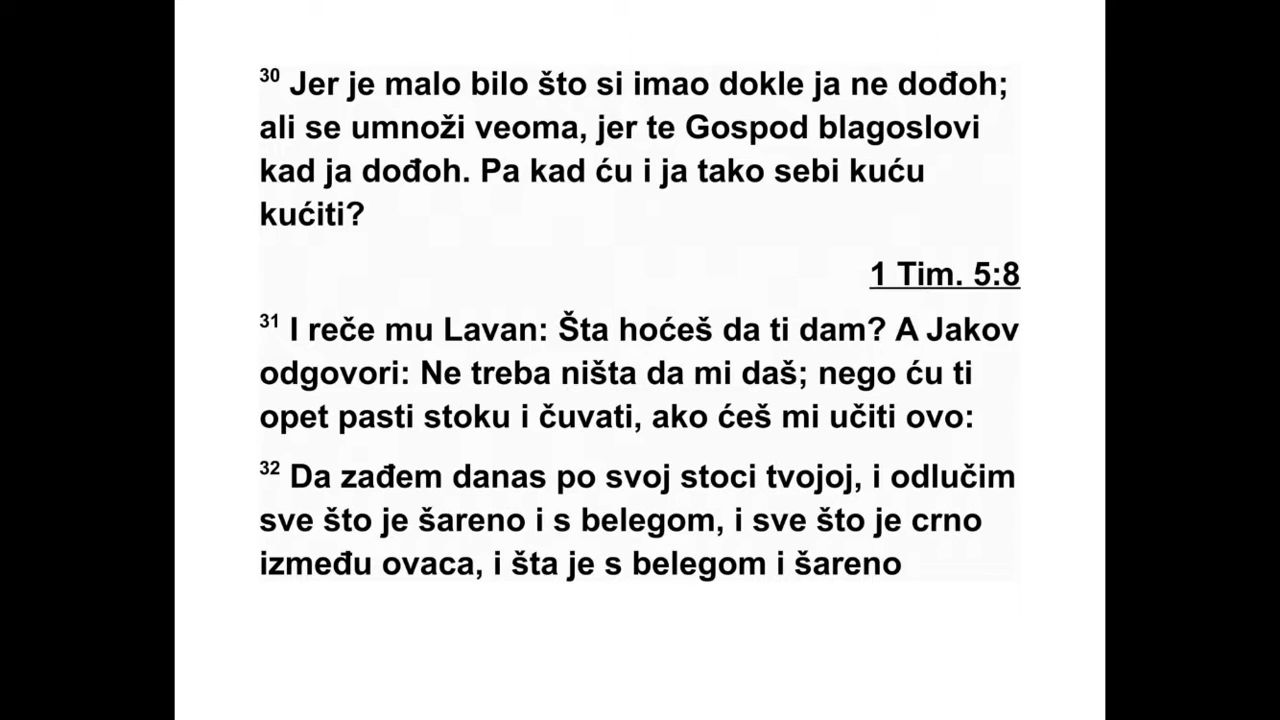 30 Jer je malo bilo što si imao dokle ja ne dođoh;
ali se umnoži veoma, jer te Gospod blagoslovi
kad ja dođoh. Pa kad ću i ja tako sebi kuću
kućiti?
1 Tim. 5:8
31 I reče mu Lavan: Šta hoćeš da ti dam? A Jakov
odgovori: Ne treba ništa da mi daš; nego ću ti
opet pasti stoku i čuvati, ako ćeš mi učiti ovo:
32 Da zađem danas po svoj stoci tvojoj, i odlučim
sve što je šareno i s belegom, i sve što je crno
između ovaca, i šta je s belegom i šareno